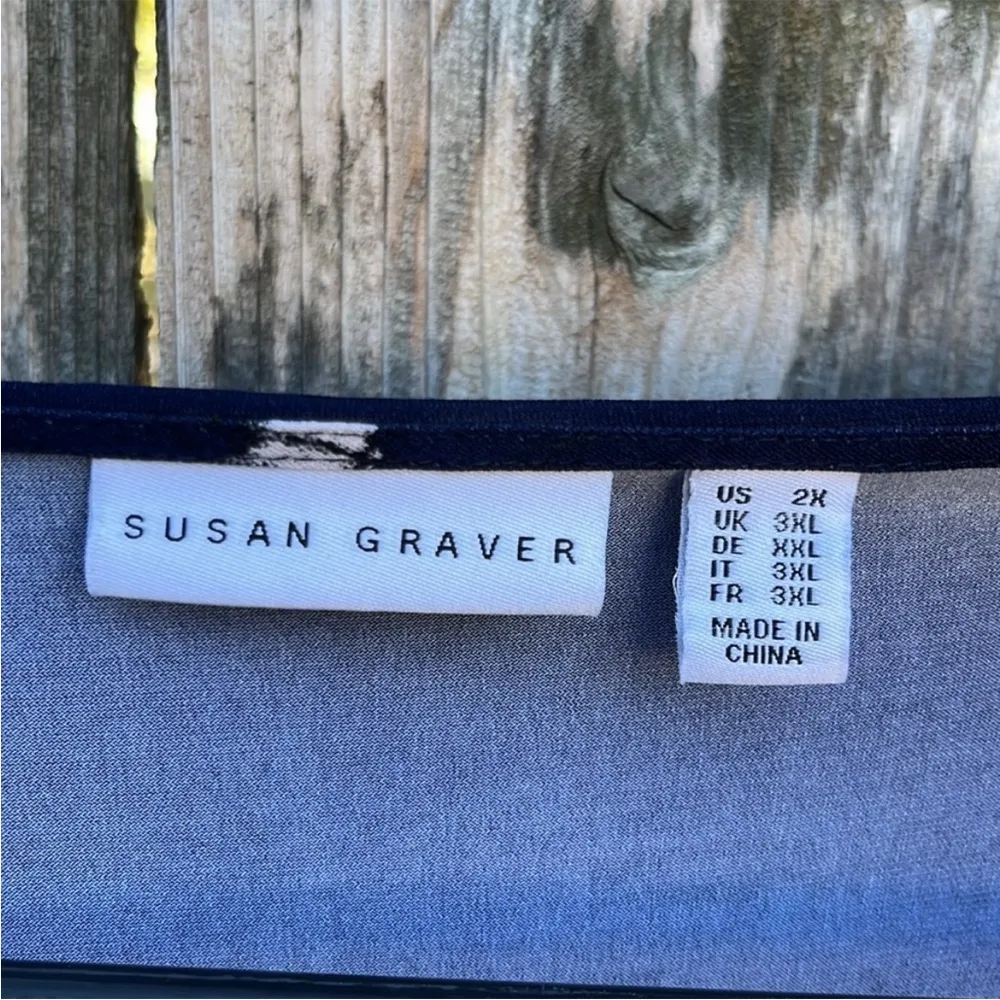 SUSAN GRAVER
US 2X
UK 3XL
DE XXL
IT 3XL
FR 3XL
MADE IN
CHINA